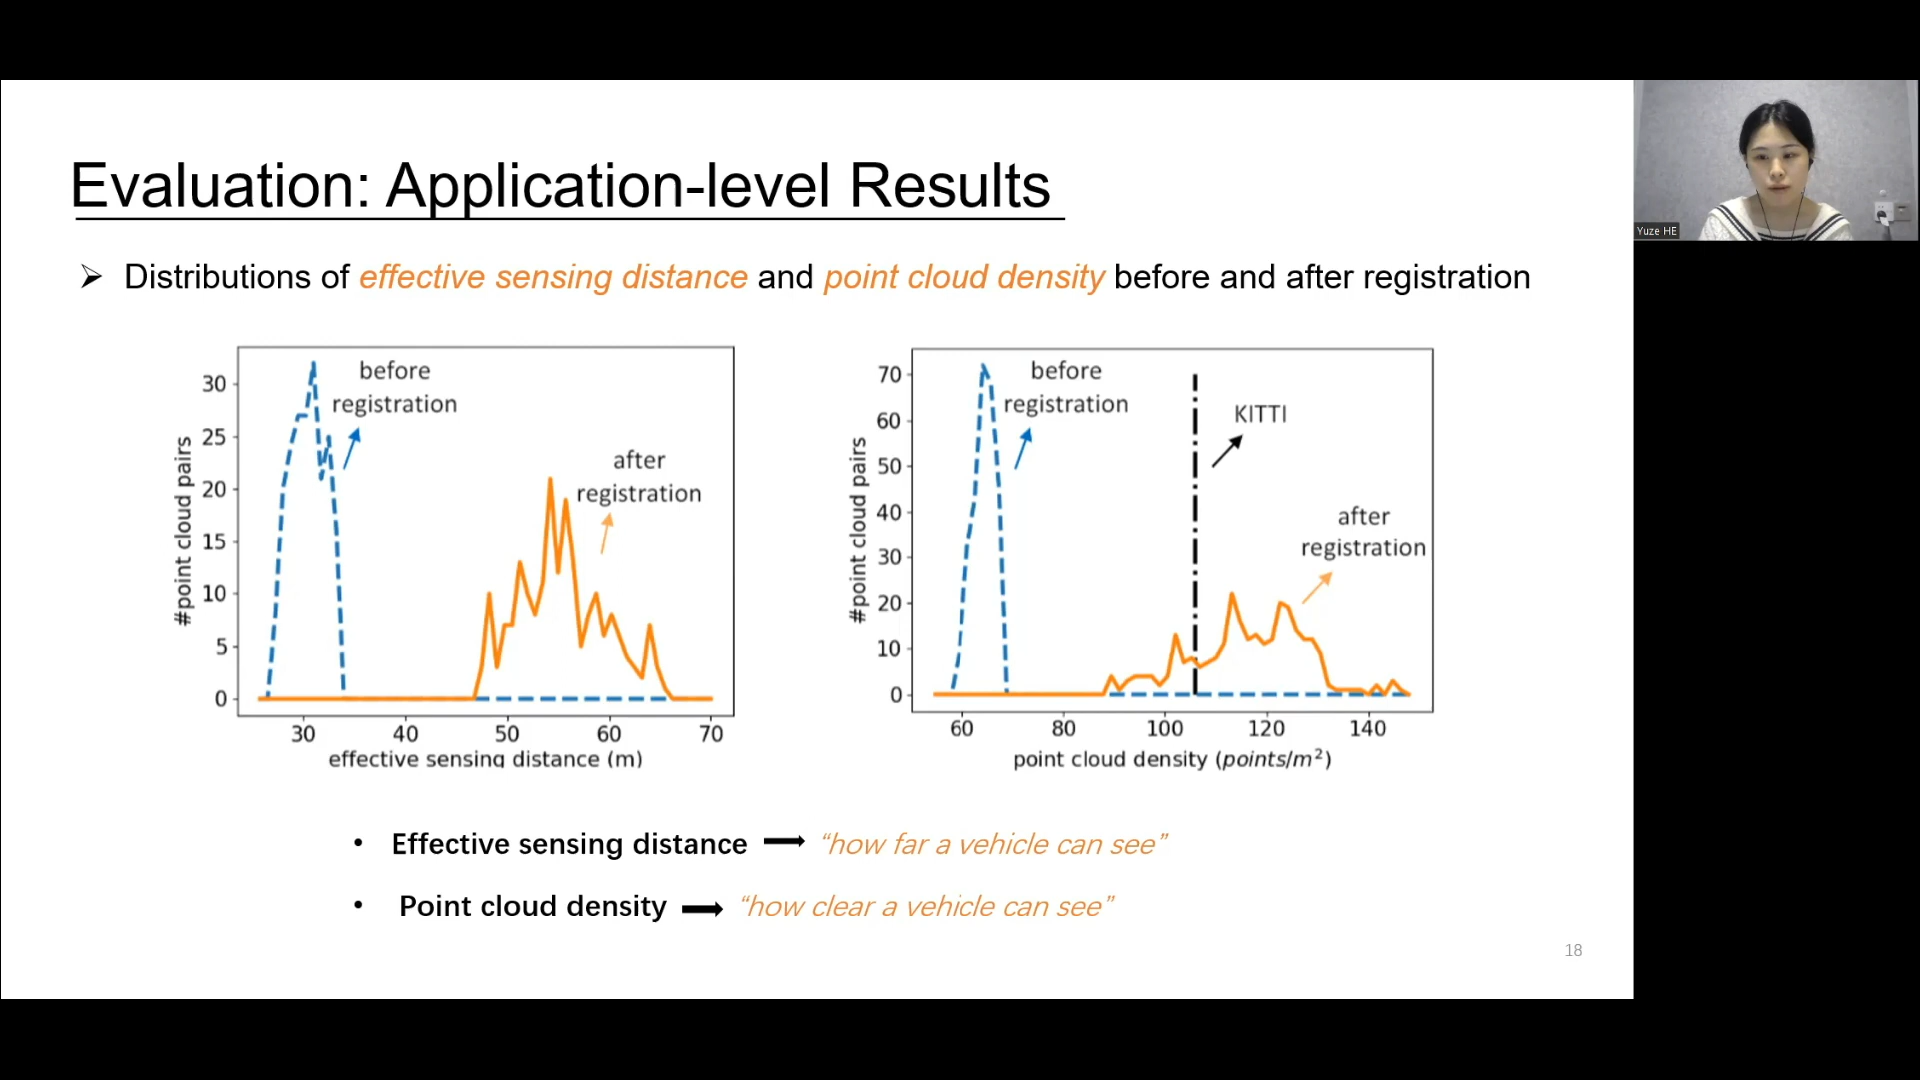 Evaluation: Application-level Results
Yuze HE
➢ Distributions of effective sensing distance and point cloud density before and after registration
before
registration
after
registration
#point cloud pairs
30
25
20
15
10
5
0
30 40 50 60 70
effective sensing distance (m)
before
registration
KITTI
after
registration
#point cloud pairs
70
60
50
40
30
20
10
0
60 80 100 120 140
point cloud density (points/m²)
• Effective sensing distance ➡ “how far a vehicle can see”
• Point cloud density ➡ “how clear a vehicle can see”
18